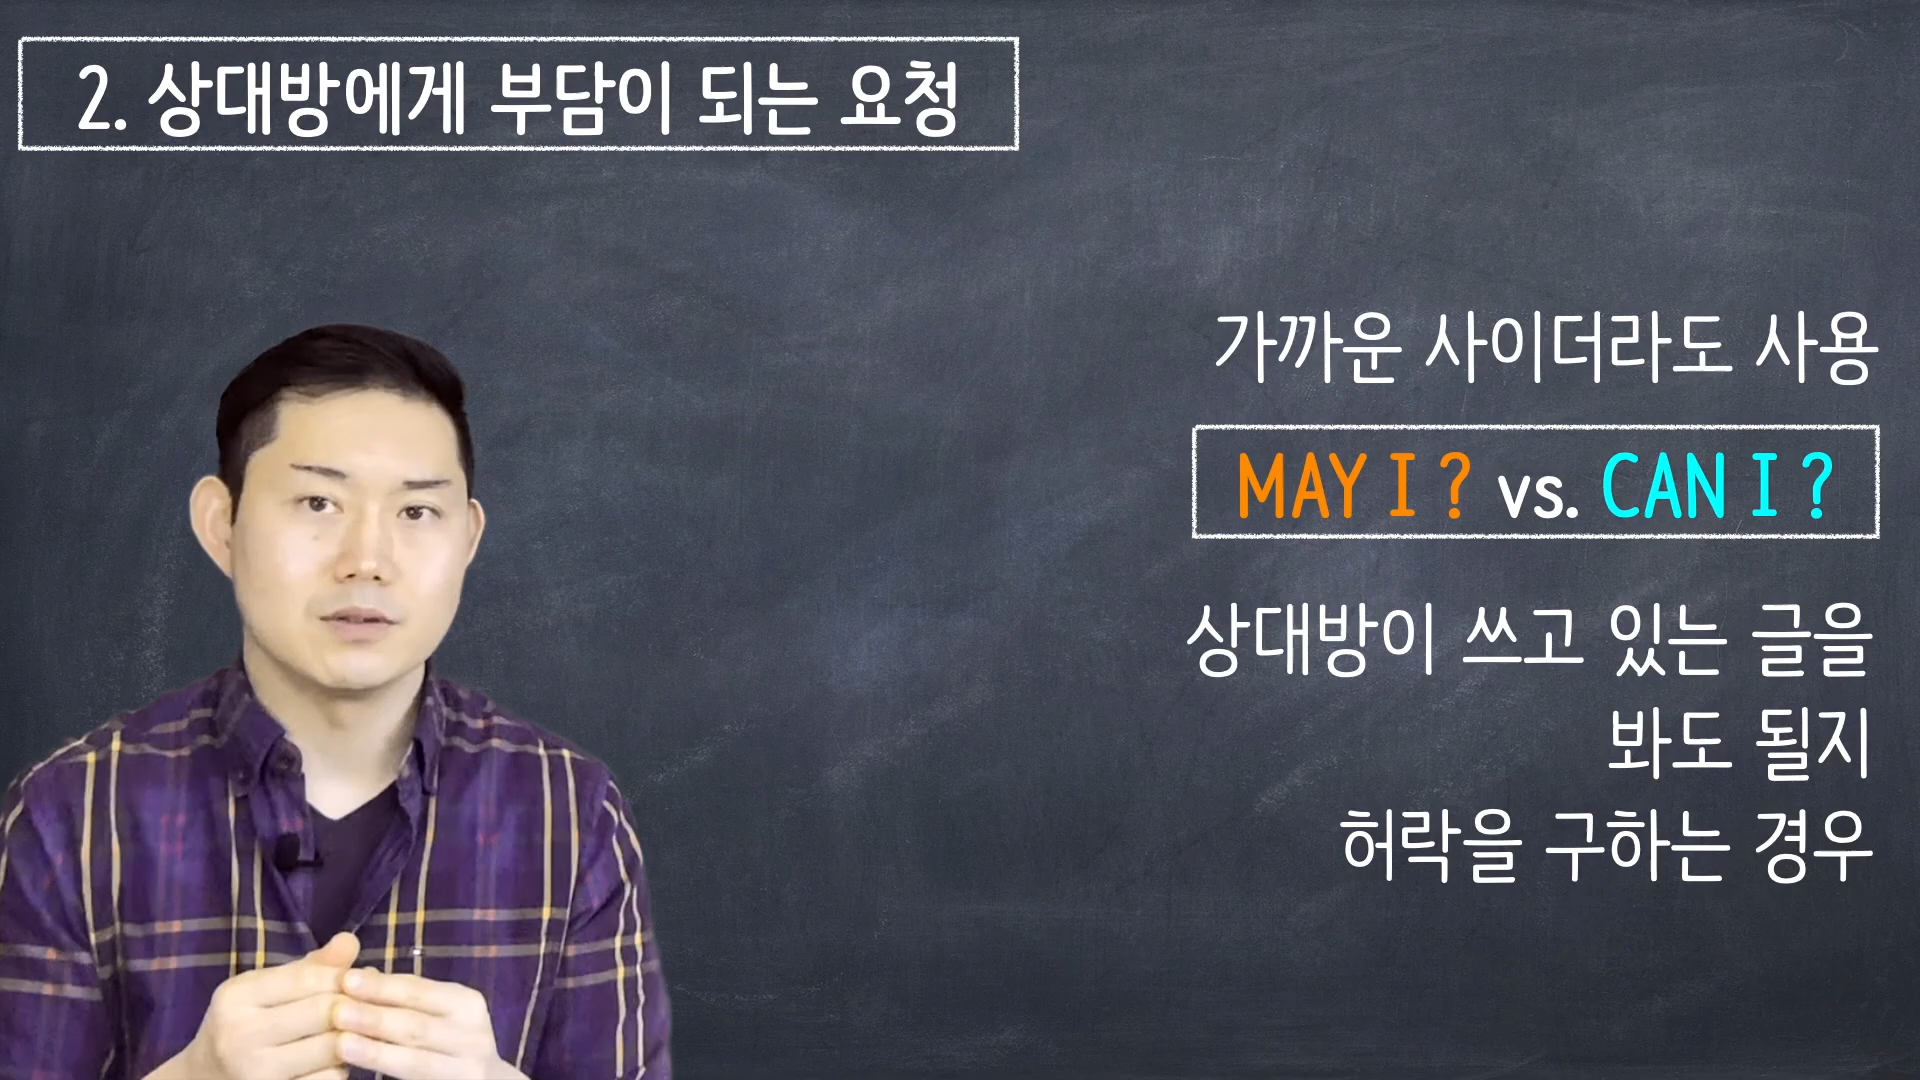 2. 상대방에게 부담이 되는 요청
가까운 사이더라도 사용
MAY I ? vs. CAN I ?
상대방이 쓰고 있는 글을
봐도 될지
허락을 구하는 경우